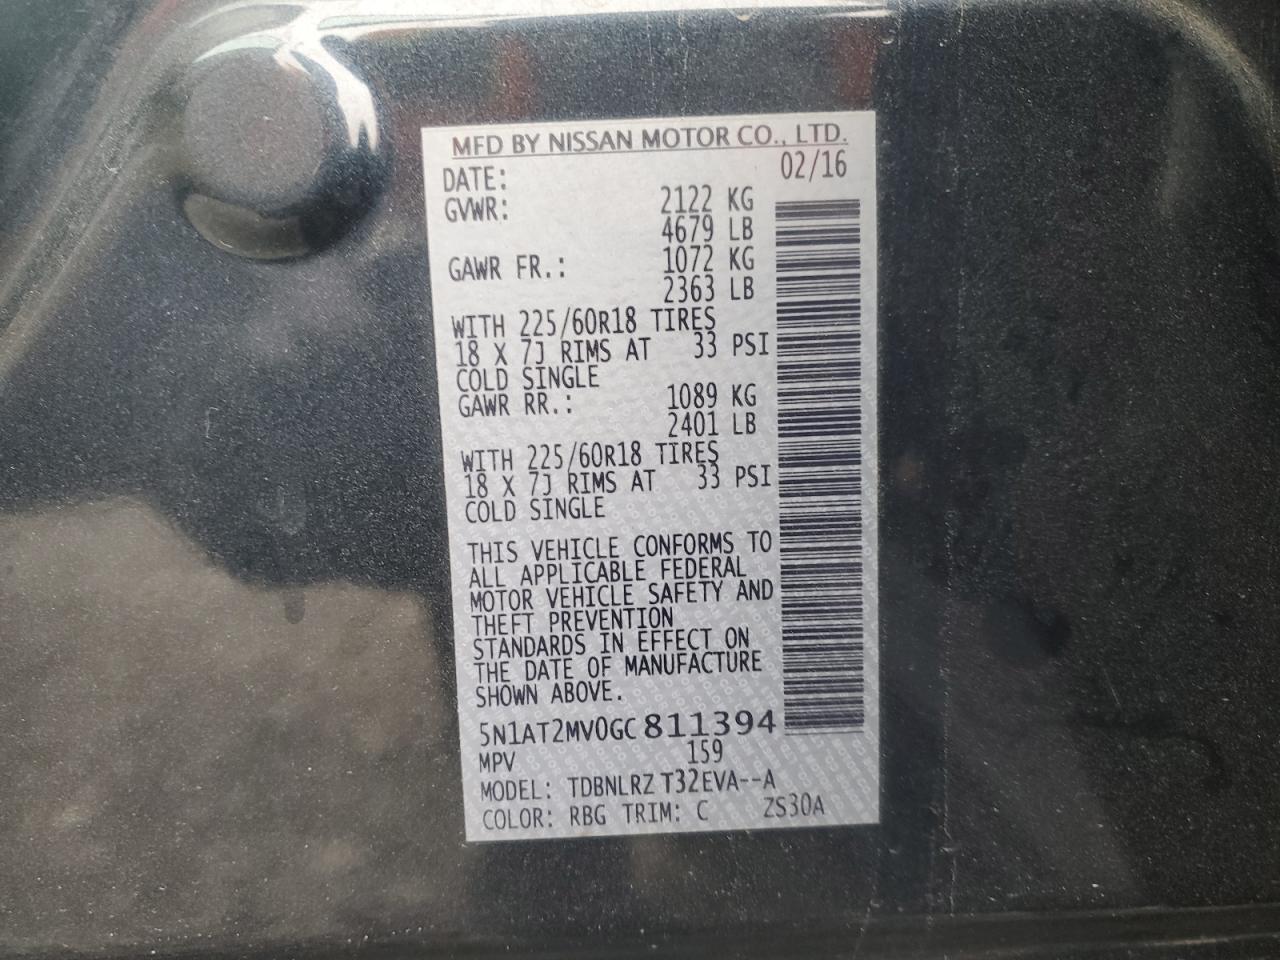 MFD BY NISSAN MOTOR CO., LTD.
DATE: 02/16
GVWR: 2122 KG
4679 LB
GAWR FR.: 1072 KG
2363 LB
WITH 225/60R18 TIRES
18 X 7J RIMS AT 33 PSI
COLD SINGLE
GAWR RR.: 1089 KG
2401 LB
WITH 225/60R18 TIRES
18 X 7J RIMS AT 33 PSI
COLD SINGLE
THIS VEHICLE CONFORMS TO
ALL APPLICABLE FEDERAL
MOTOR VEHICLE SAFETY AND
THEFT PREVENTION
STANDARDS IN EFFECT ON
THE DATE OF MANUFACTURE
SHOWN ABOVE.
5N1AT2MV0GC811394
MPV 159
MODEL: TDBNLRZ T32EVA--A
COLOR: RBG TRIM: C ZS30A